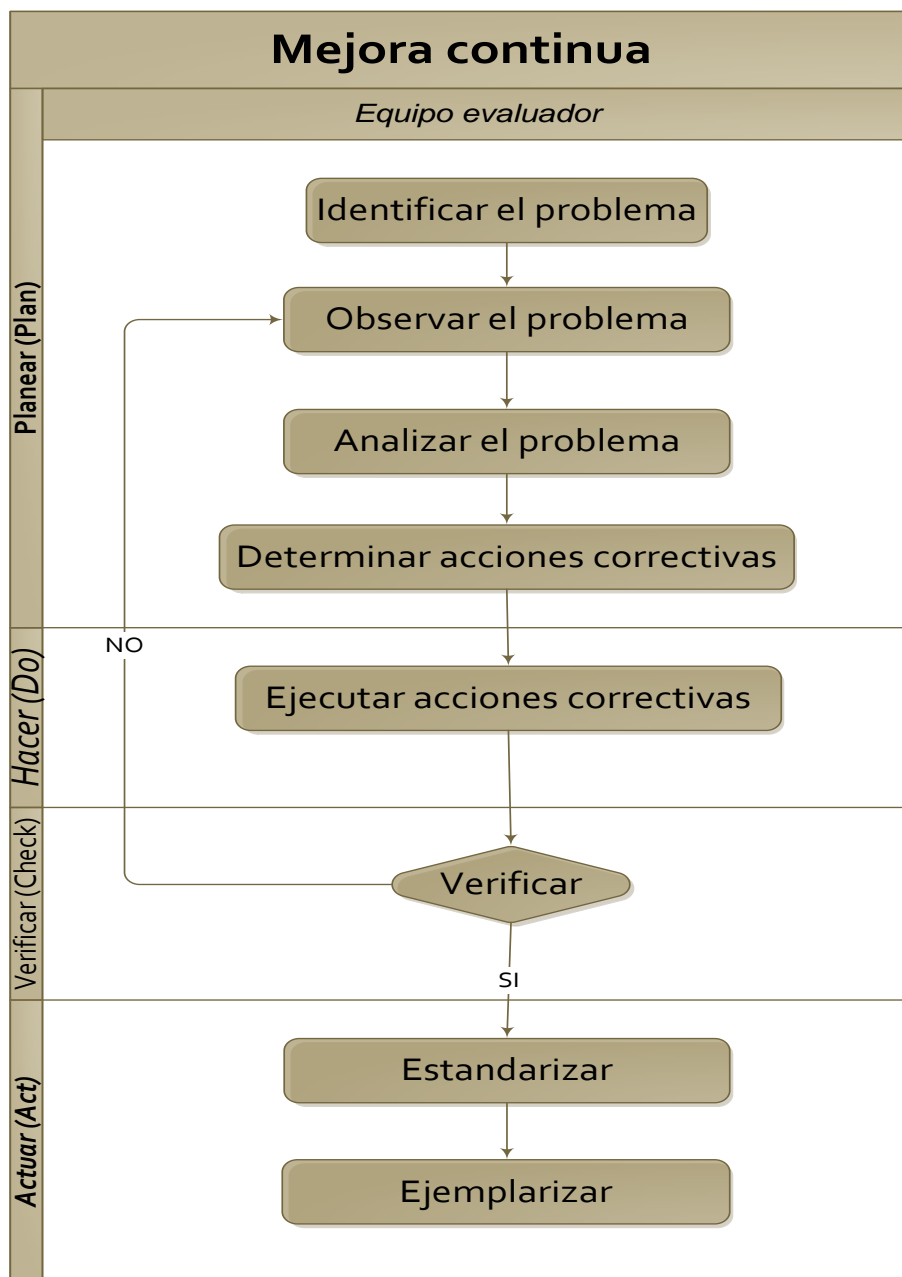 Mejora continua
Equipo evaluador
Planear (Plan)
Identificar el problema
Observar el problema
Analizar el problema
Determinar acciones correctivas
Hacer (Do)
NO
Ejecutar acciones correctivas
Verificar (Check)
Verificar
SI
Actuar (Act)
Estandarizar
Ejemplarizar